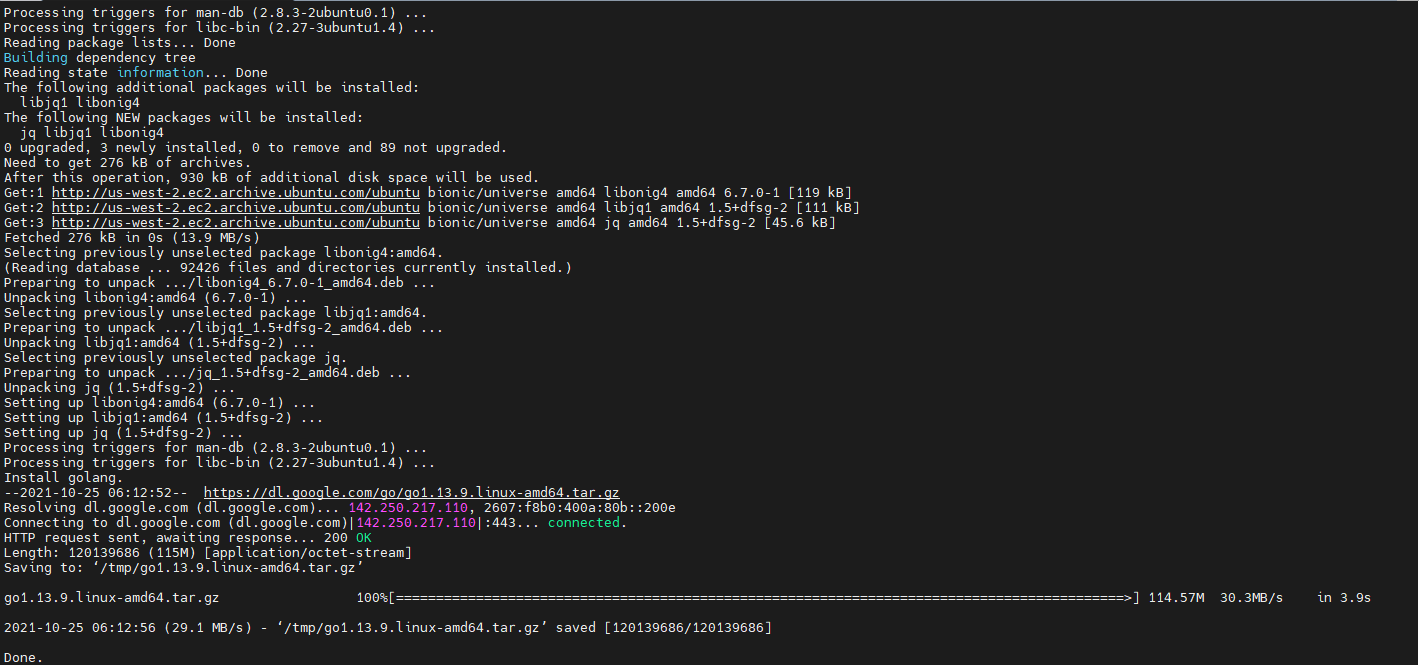 Processing triggers for man-db (2.8.3-2ubuntu0.1) ...
Processing triggers for libc-bin (2.27-3ubuntu1.4) ...
Reading package lists... Done
Building dependency tree
Reading state information... Done
The following additional packages will be installed:
  libjq1 libonig4
The following NEW packages will be installed:
  jq libjq1 libonig4
0 upgraded, 3 newly installed, 0 to remove and 89 not upgraded.
Need to get 276 kB of archives.
After this operation, 930 kB of additional disk space will be used.
Get:1 http://us-west-2.ec2.archive.ubuntu.com/ubuntu bionic/universe amd64 libonig4 amd64 6.7.0-1 [119 kB]
Get:2 http://us-west-2.ec2.archive.ubuntu.com/ubuntu bionic/universe amd64 libjq1 amd64 1.5+dfsg-2 [111 kB]
Get:3 http://us-west-2.ec2.archive.ubuntu.com/ubuntu bionic/universe amd64 jq amd64 1.5+dfsg-2 [45.6 kB]
Fetched 276 kB in 0s (13.9 MB/s)
Selecting previously unselected package libonig4:amd64.
(Reading database ... 92426 files and directories currently installed.)
Preparing to unpack .../libonig4_6.7.0-1_amd64.deb ...
Unpacking libonig4:amd64 (6.7.0-1) ...
Selecting previously unselected package libjq1:amd64.
Preparing to unpack .../libjq1_1.5+dfsg-2_amd64.deb ...
Unpacking libjq1:amd64 (1.5+dfsg-2) ...
Selecting previously unselected package jq.
Preparing to unpack .../jq_1.5+dfsg-2_amd64.deb ...
Unpacking jq (1.5+dfsg-2) ...
Setting up libonig4:amd64 (6.7.0-1) ...
Setting up libjq1:amd64 (1.5+dfsg-2) ...
Setting up jq (1.5+dfsg-2) ...
Processing triggers for man-db (2.8.3-2ubuntu0.1) ...
Processing triggers for libc-bin (2.27-3ubuntu1.4) ...
Install golang.
--2021-10-25 06:12:52--  https://dl.google.com/go/go1.13.9.linux-amd64.tar.gz
Resolving dl.google.com (dl.google.com)... 142.250.217.110, 2607:f8b0:400a:80b::200e
Connecting to dl.google.com (dl.google.com)|142.250.217.110|:443... connected.
HTTP request sent, awaiting response... 200 OK
Length: 120139686 (115M) [application/octet-stream]
Saving to: ‘/tmp/go1.13.9.linux-amd64.tar.gz’
go1.13.9.linux-amd64.tar.gz 100%[===========================================================================================>] 114.57M 30.3MB/s in 3.9s
2021-10-25 06:12:56 (29.1 MB/s) - ‘/tmp/go1.13.9.linux-amd64.tar.gz’ saved [120139686/120139686]
Done.